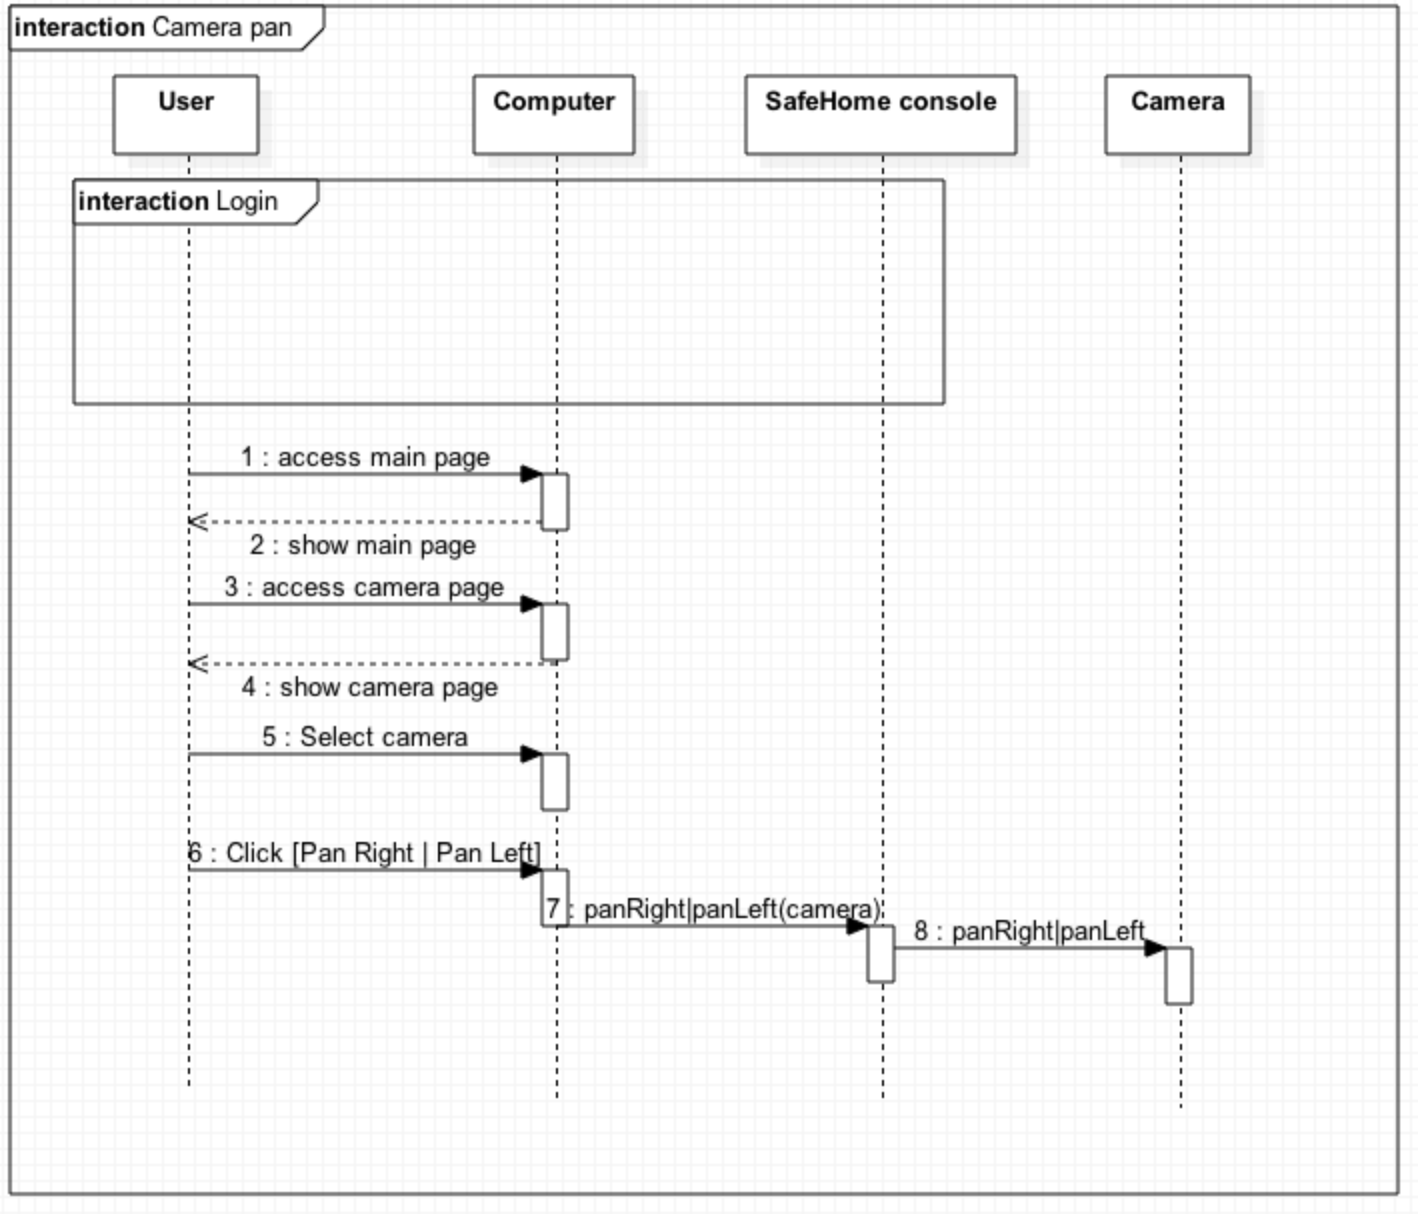 interaction Camera pan
User
Computer
SafeHome console
Camera
interaction Login
1 : access main page
2 : show main page
3 : access camera page
4 : show camera page
5 : Select camera
6 : Click [Pan Right | Pan Left]
7 : panRight|panLeft(camera)
8 : panRight|panLeft